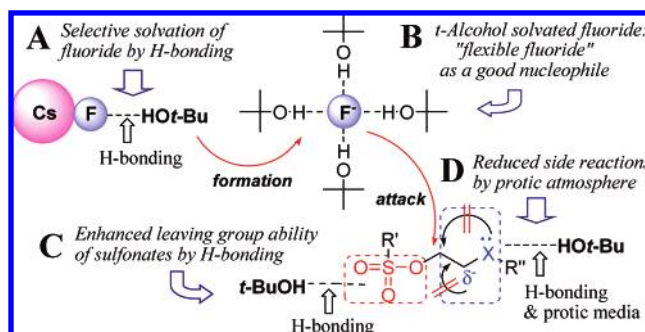 A
Selective solvation of
fluoride by H-bonding
Cs
F
HOt-Bu
H-bonding
formation
O
H
O·H
F-
H·O
H
O
B
t-Alcohol solvated fluoride:
"flexible fluoride"
as a good nucleophile
attack
D
Reduced side reactions
by protic atmosphere
C
Enhanced leaving group ability
of sulfonates by H-bonding
t-BuOH
H-bonding
R'
O=S-O
O
δ-
X
R"
HOt-Bu
H-bonding
& protic media